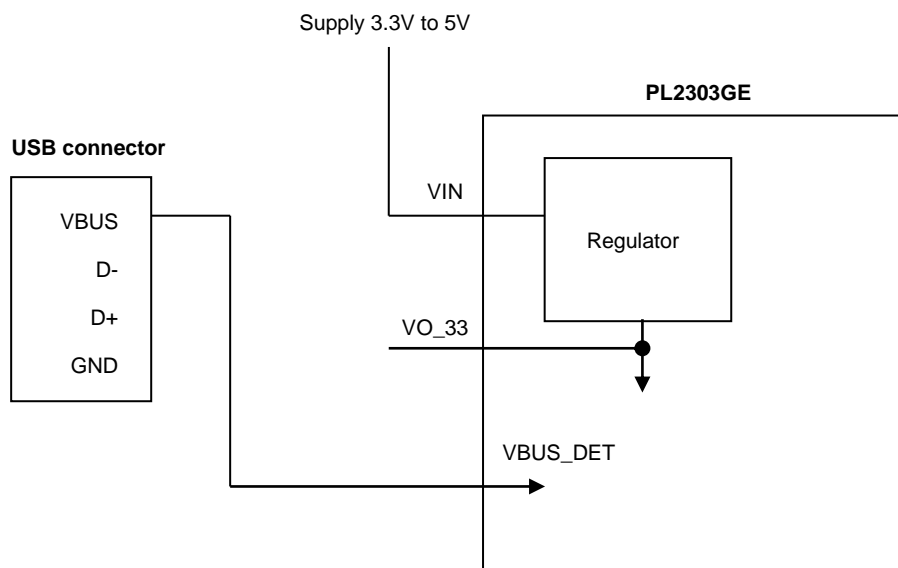 Supply 3.3V to 5V
PL2303GE
USB connector
VBUS
D-
D+
GND
VIN
Regulator
VO_33
VBUS_DET